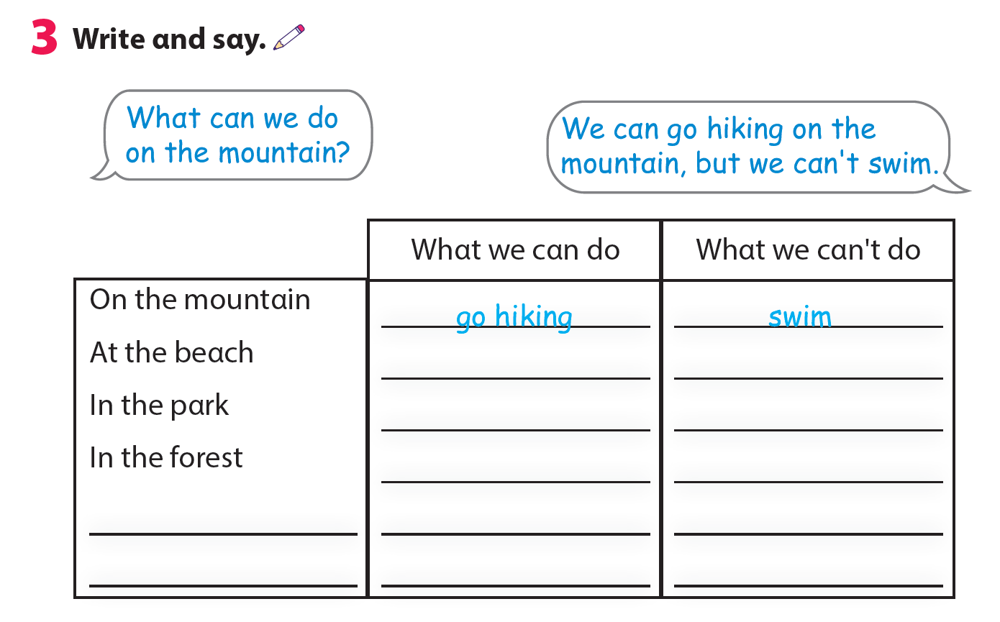 3 Write and say.
What can we do
on the mountain?
We can go hiking on the
mountain, but we can't swim.
What we can do What we can't do
On the mountain go hiking swim
At the beach
In the park
In the forest